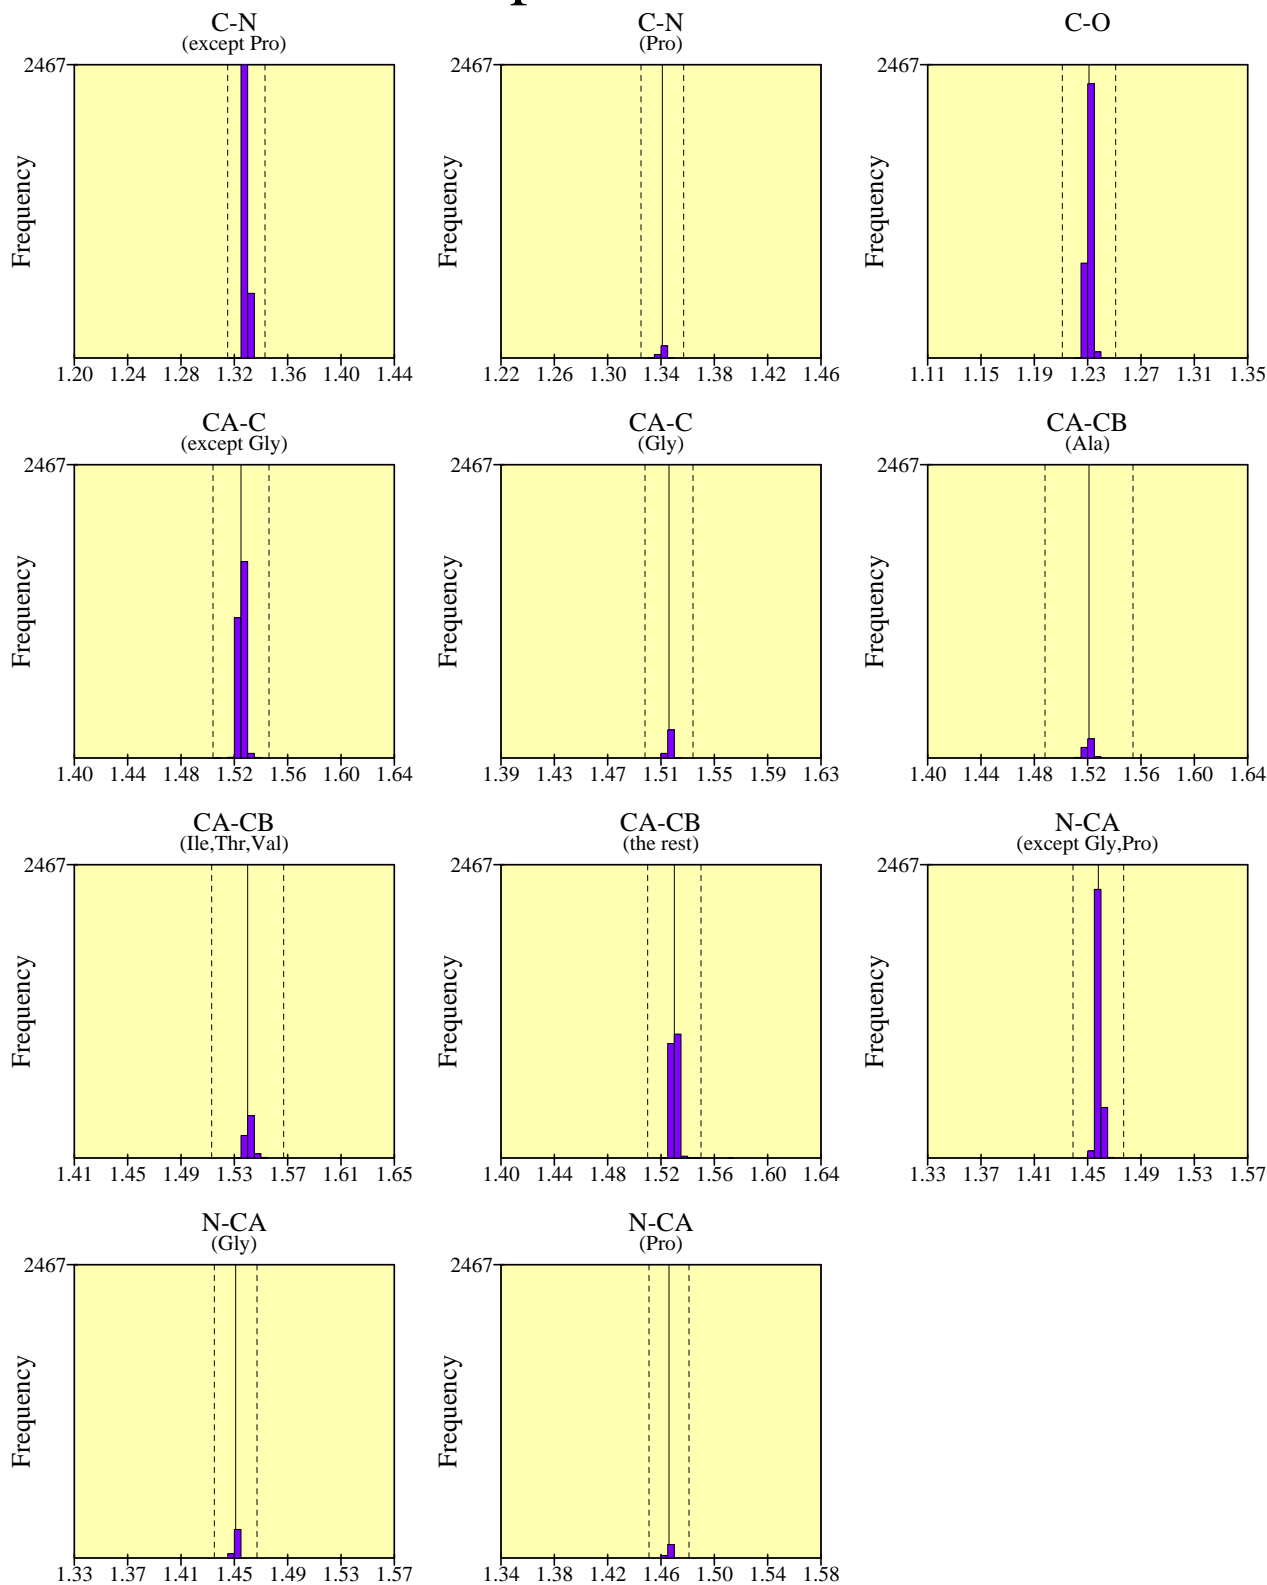 C-N C-N C-O
(except Pro) (Pro)
2467 2467 2467
Frequency Frequency Frequency
1.20 1.24 1.28 1.32 1.36 1.40 1.44 1.22 1.26 1.30 1.34 1.38 1.42 1.46 1.11 1.15 1.19 1.23 1.27 1.31 1.35
CA-C CA-C CA-CB
(except Gly) (Gly) (Ala)
2467 2467 2467
Frequency Frequency Frequency
1.40 1.44 1.48 1.52 1.56 1.60 1.64 1.39 1.43 1.47 1.51 1.55 1.59 1.63 1.40 1.44 1.48 1.52 1.56 1.60 1.64
CA-CB CA-CB N-CA
(Ile,Thr,Val) (the rest) (except Gly,Pro)
2467 2467 2467
Frequency Frequency Frequency
1.41 1.45 1.49 1.53 1.57 1.61 1.65 1.40 1.44 1.48 1.52 1.56 1.60 1.64 1.33 1.37 1.41 1.45 1.49 1.53 1.57
N-CA N-CA
(Gly) (Pro)
2467 2467
Frequency Frequency
1.33 1.37 1.41 1.45 1.49 1.53 1.57 1.34 1.38 1.42 1.46 1.50 1.54 1.58